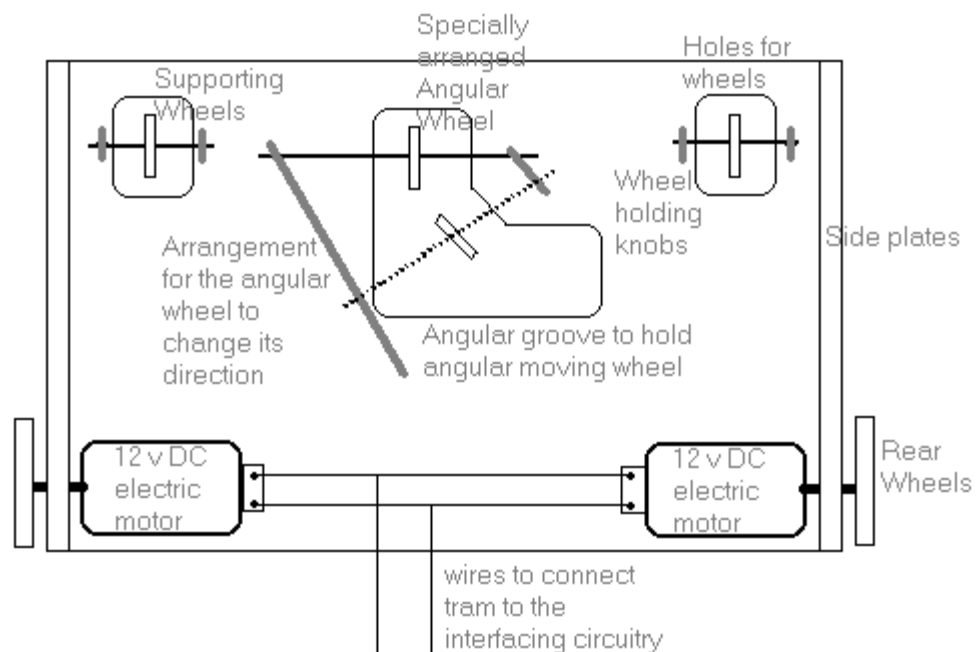 Specially
arranged
Angular
Wheel
Holes for
wheels
Supporting
Wheels
Wheel
holding
knobs
Side plates
Arrangement
for the angular
wheel to
change its
direction
Angular groove to hold
angular moving wheel
12 v DC
electric
motor
12 v DC
electric
motor
Rear
Wheels
wires to connect
tram to the
interfacing circuitry